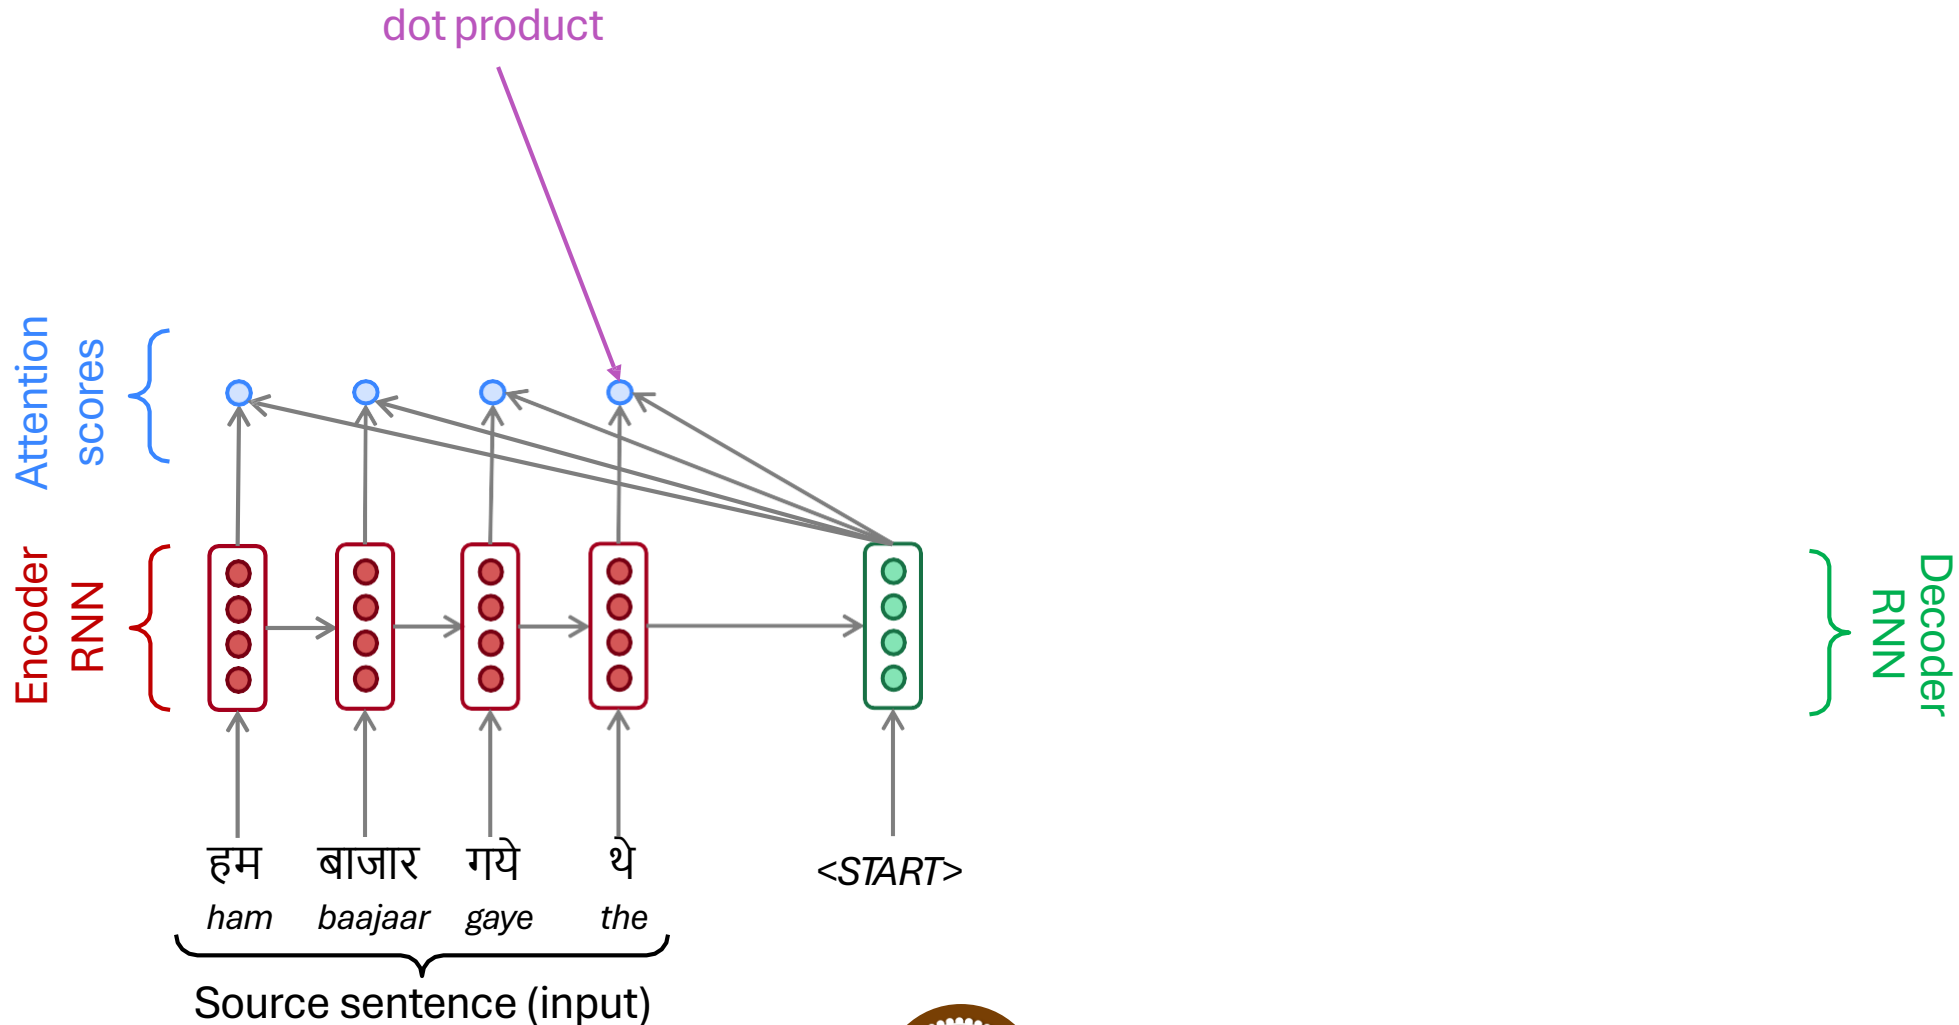 dot product
Attention
scores
Encoder
RNN
Decoder
RNN
हम बाजार गये थे <START>
ham baajaar gaye the
Source sentence (input)